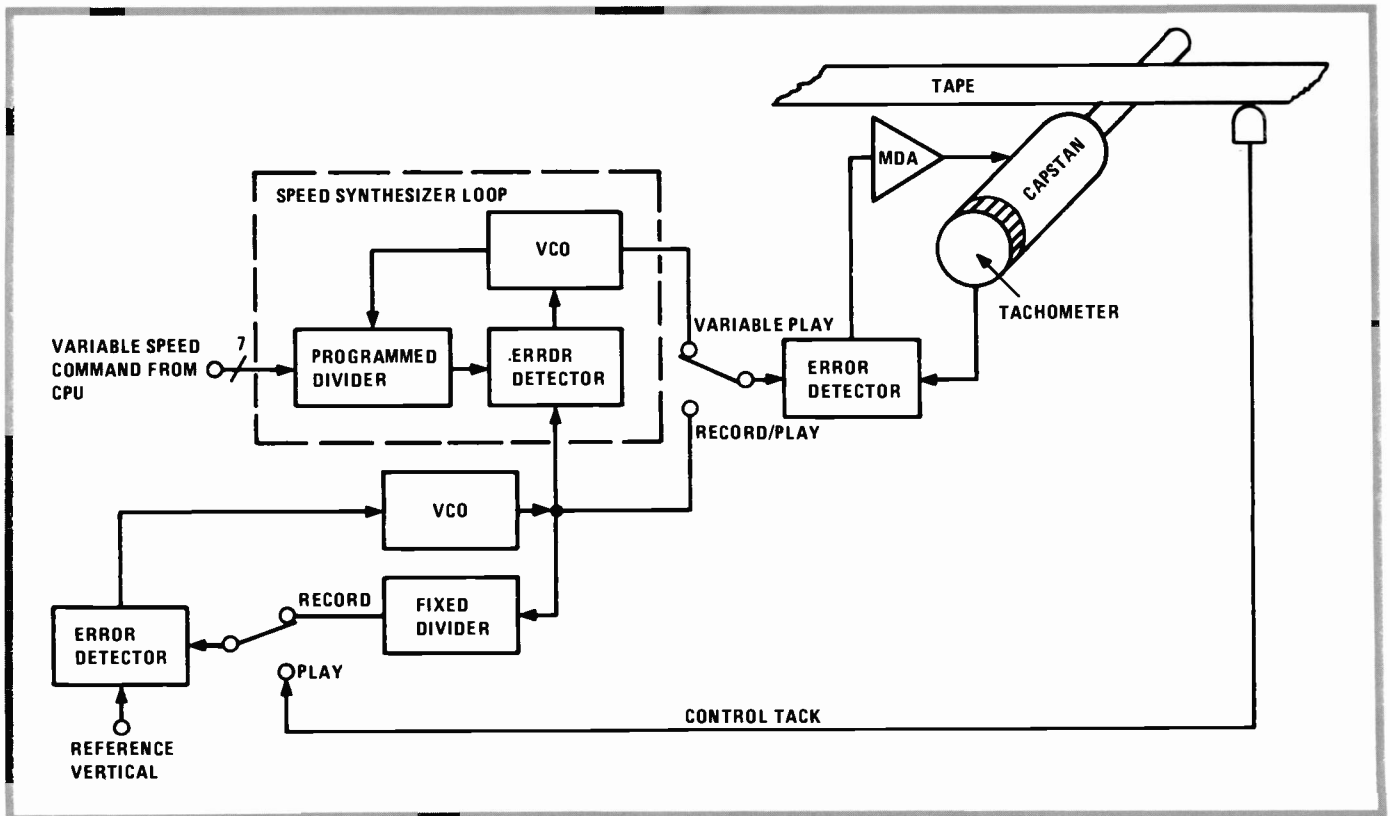 TAPE
MDA
CAPSTAN
SPEED SYNTHESIZER LOOP
VCO
TACHOMETER
VARIABLE PLAY
7
VARIABLE SPEED
COMMAND FROM
CPU
PROGRAMMED
DIVIDER
.ERRDR
DETECTOR
ERROR
DETECTOR
RECORD/PLAY
VCO
RECORD
FIXED
DIVIDER
ERROR
DETECTOR
PLAY
CONTROL TACK
REFERENCE
VERTICAL